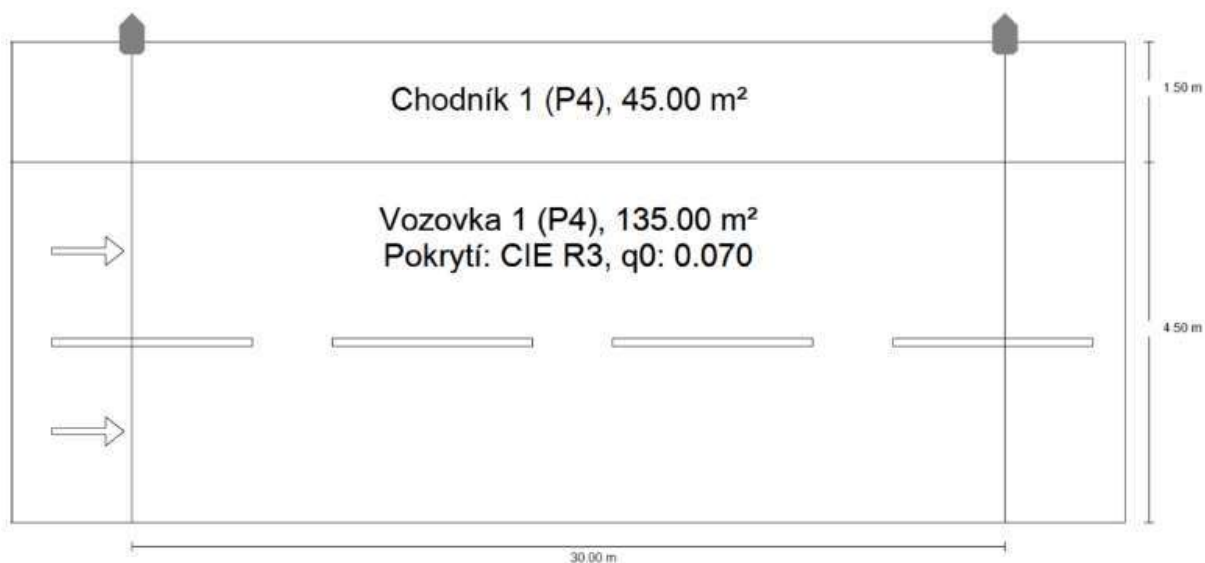 1.50 m
Chodník 1 (P4), 45.00 m²
Vozovka 1 (P4), 135.00 m²
Pokrytí: CIE R3, q0: 0.070
4.50 m
30.00 m